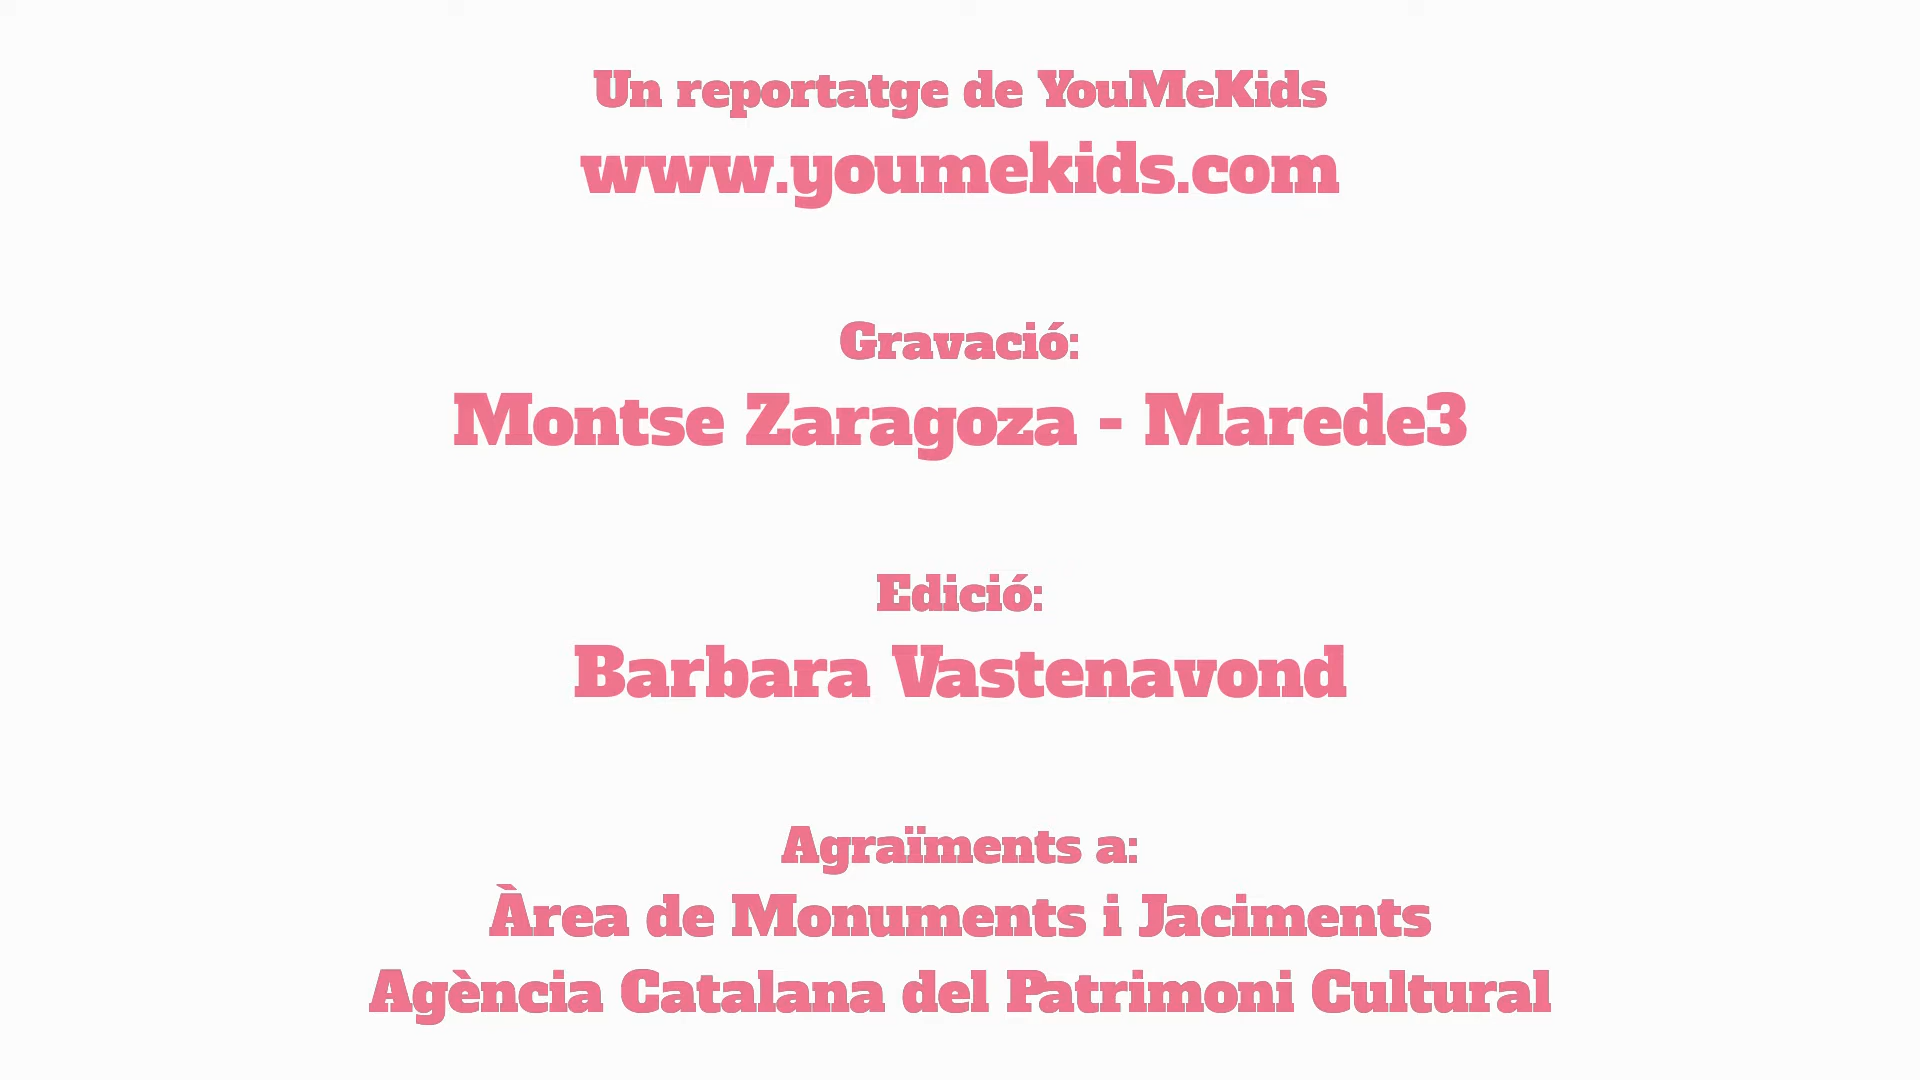 Un reportatge de YouMeKids
www.youmekids.com
Gravació:
Montse Zaragoza - Marede3
Edició:
Barbara Vastenavond
Agraïments a:
Àrea de Monuments i Jaciments
Agència Catalana del Patrimoni Cultural